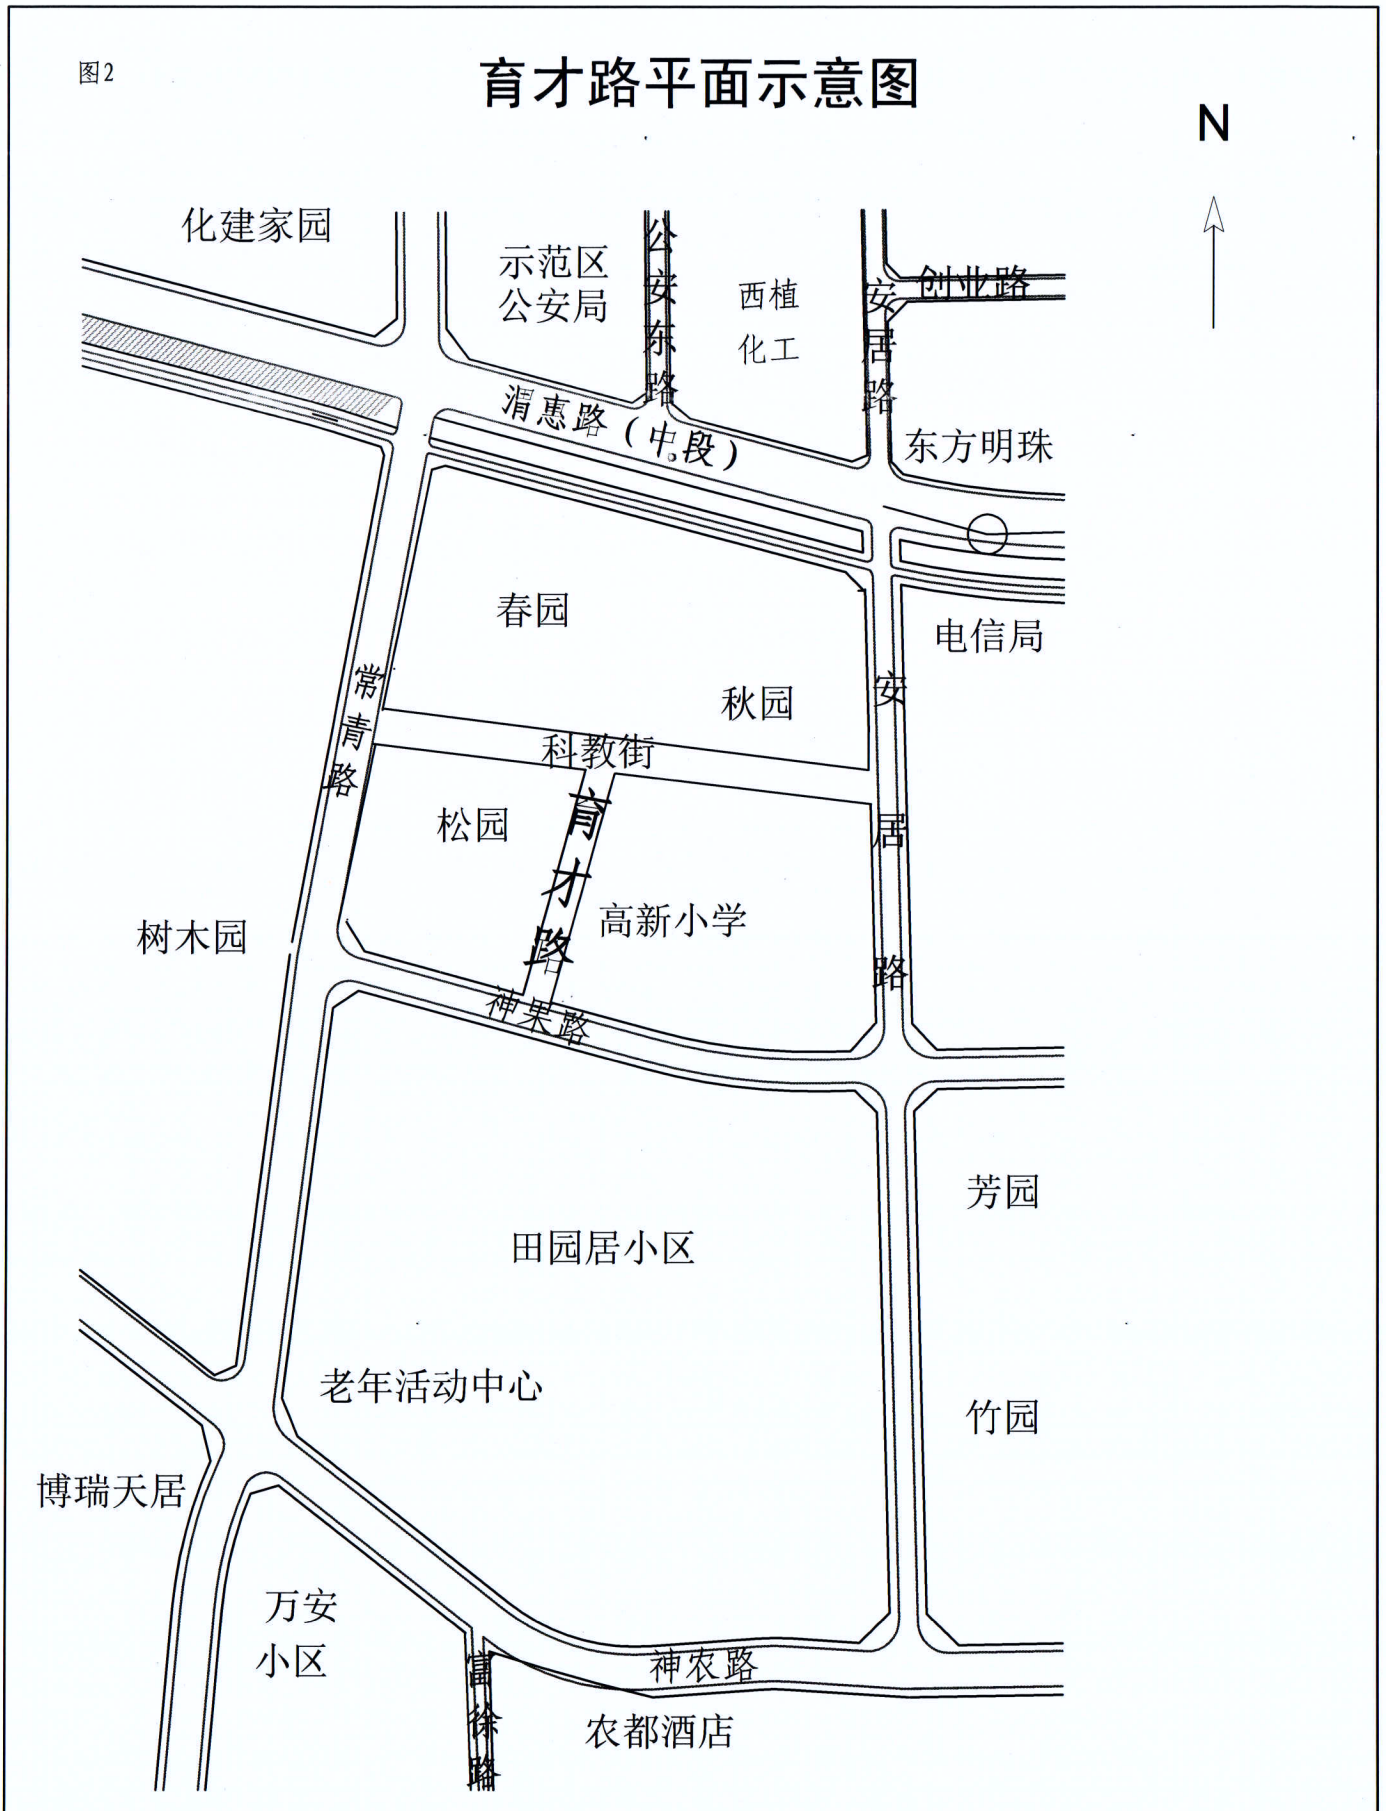 图2
育才路平面示意图
N
化建家园
示范区
公安局
公安东路
西植
化工
安居路
创业路
渭惠路（中段）
东方明珠
春园
电信局
常青路
秋园
安居路
科教街
松园
育才路
高新小学
树木园
神果路
芳园
田园居小区
老年活动中心
竹园
博瑞天居
万安
小区
神农路
富徐路
农都酒店